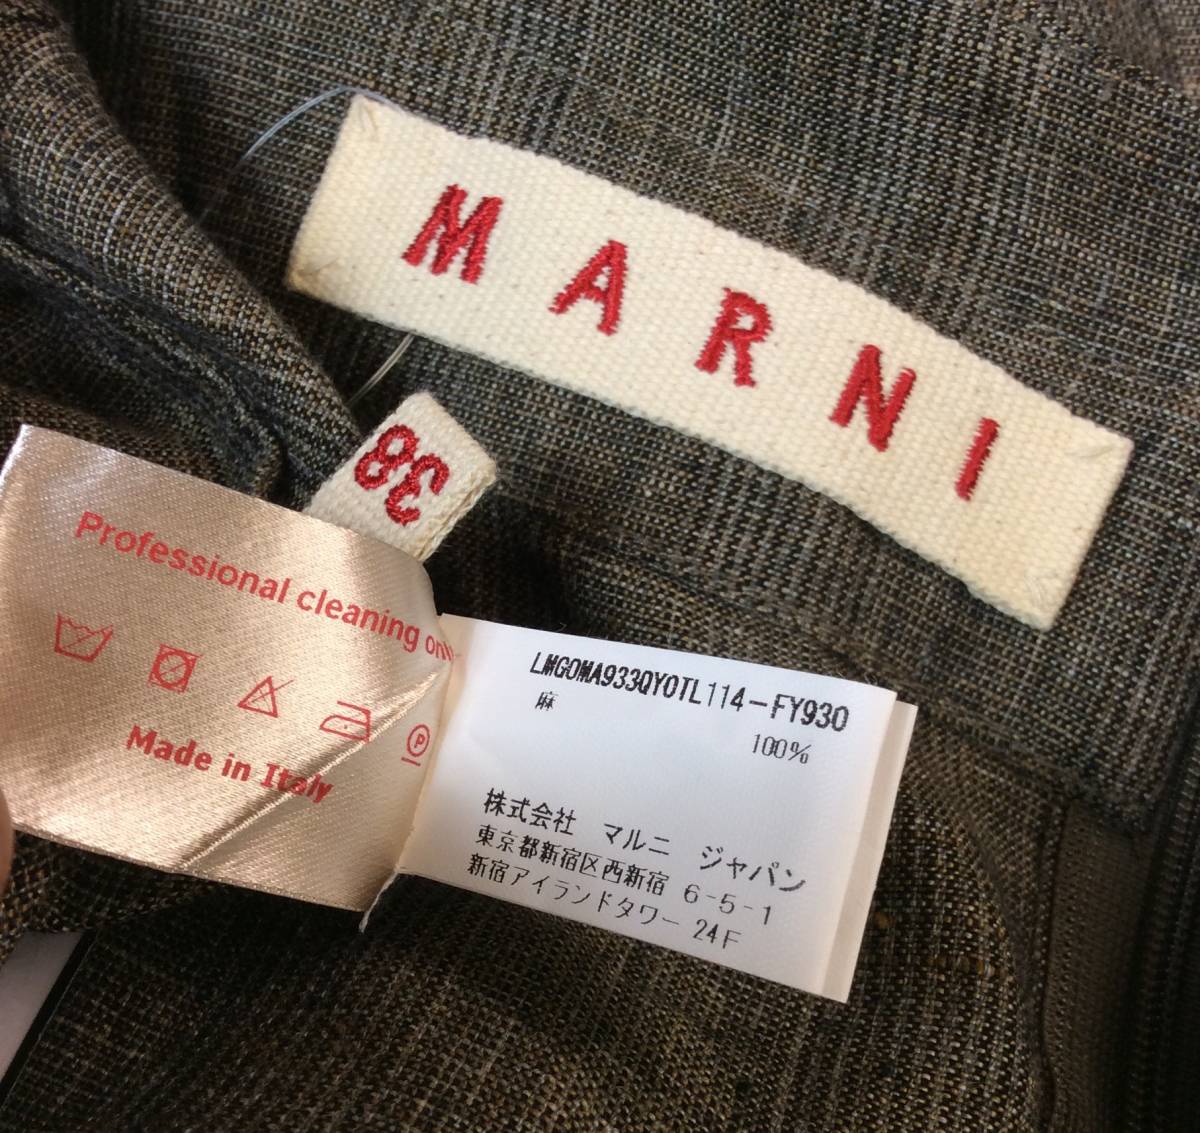 MARNI
38
Professional cleaning only
P
Made in Italy
LMG0MA933QY0TL114-FY930
麻
100%
株式会社 マルニ ジャパン
東京都新宿区西新宿 6-5-1
新宿アイランドタワー 24F